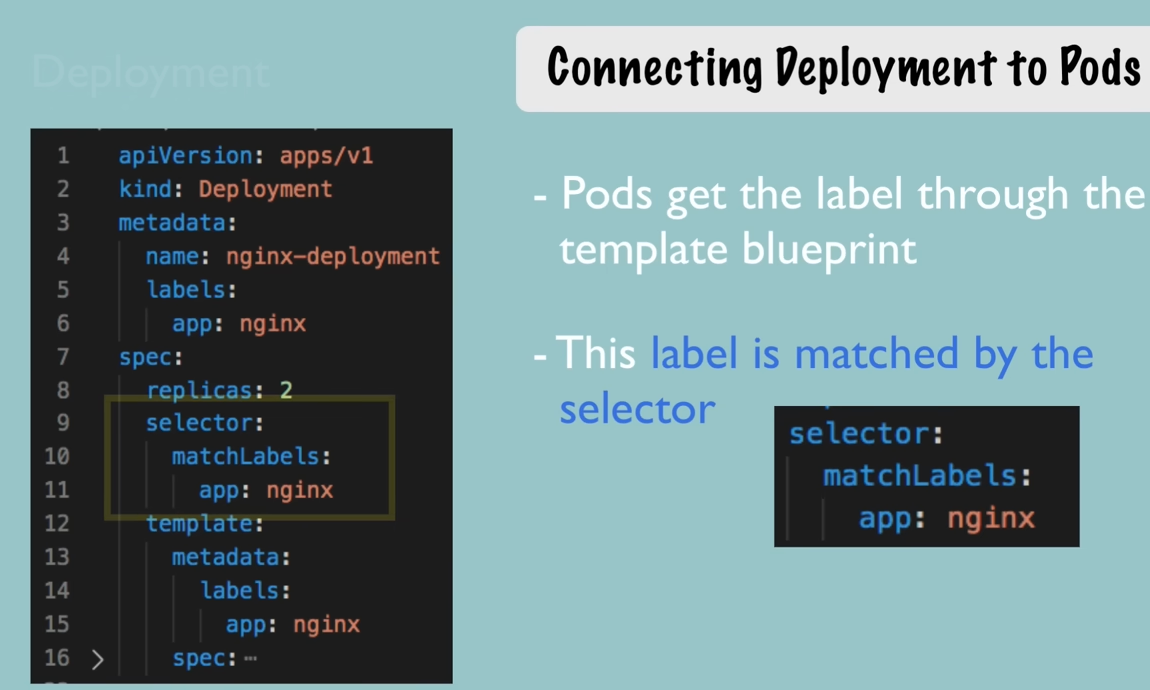 Deployment
Connecting Deployment to Pods
1 apiVersion: apps/v1
2 kind: Deployment
3 metadata:
4 name: nginx-deployment
5 labels:
6 app: nginx
7 spec:
8 replicas: 2
9 selector:
10 matchLabels:
11 app: nginx
12 template:
13 metadata:
14 labels:
15 app: nginx
16 > spec:…
- Pods get the label through the
template blueprint
- This label is matched by the
selector
selector:
matchLabels:
app: nginx